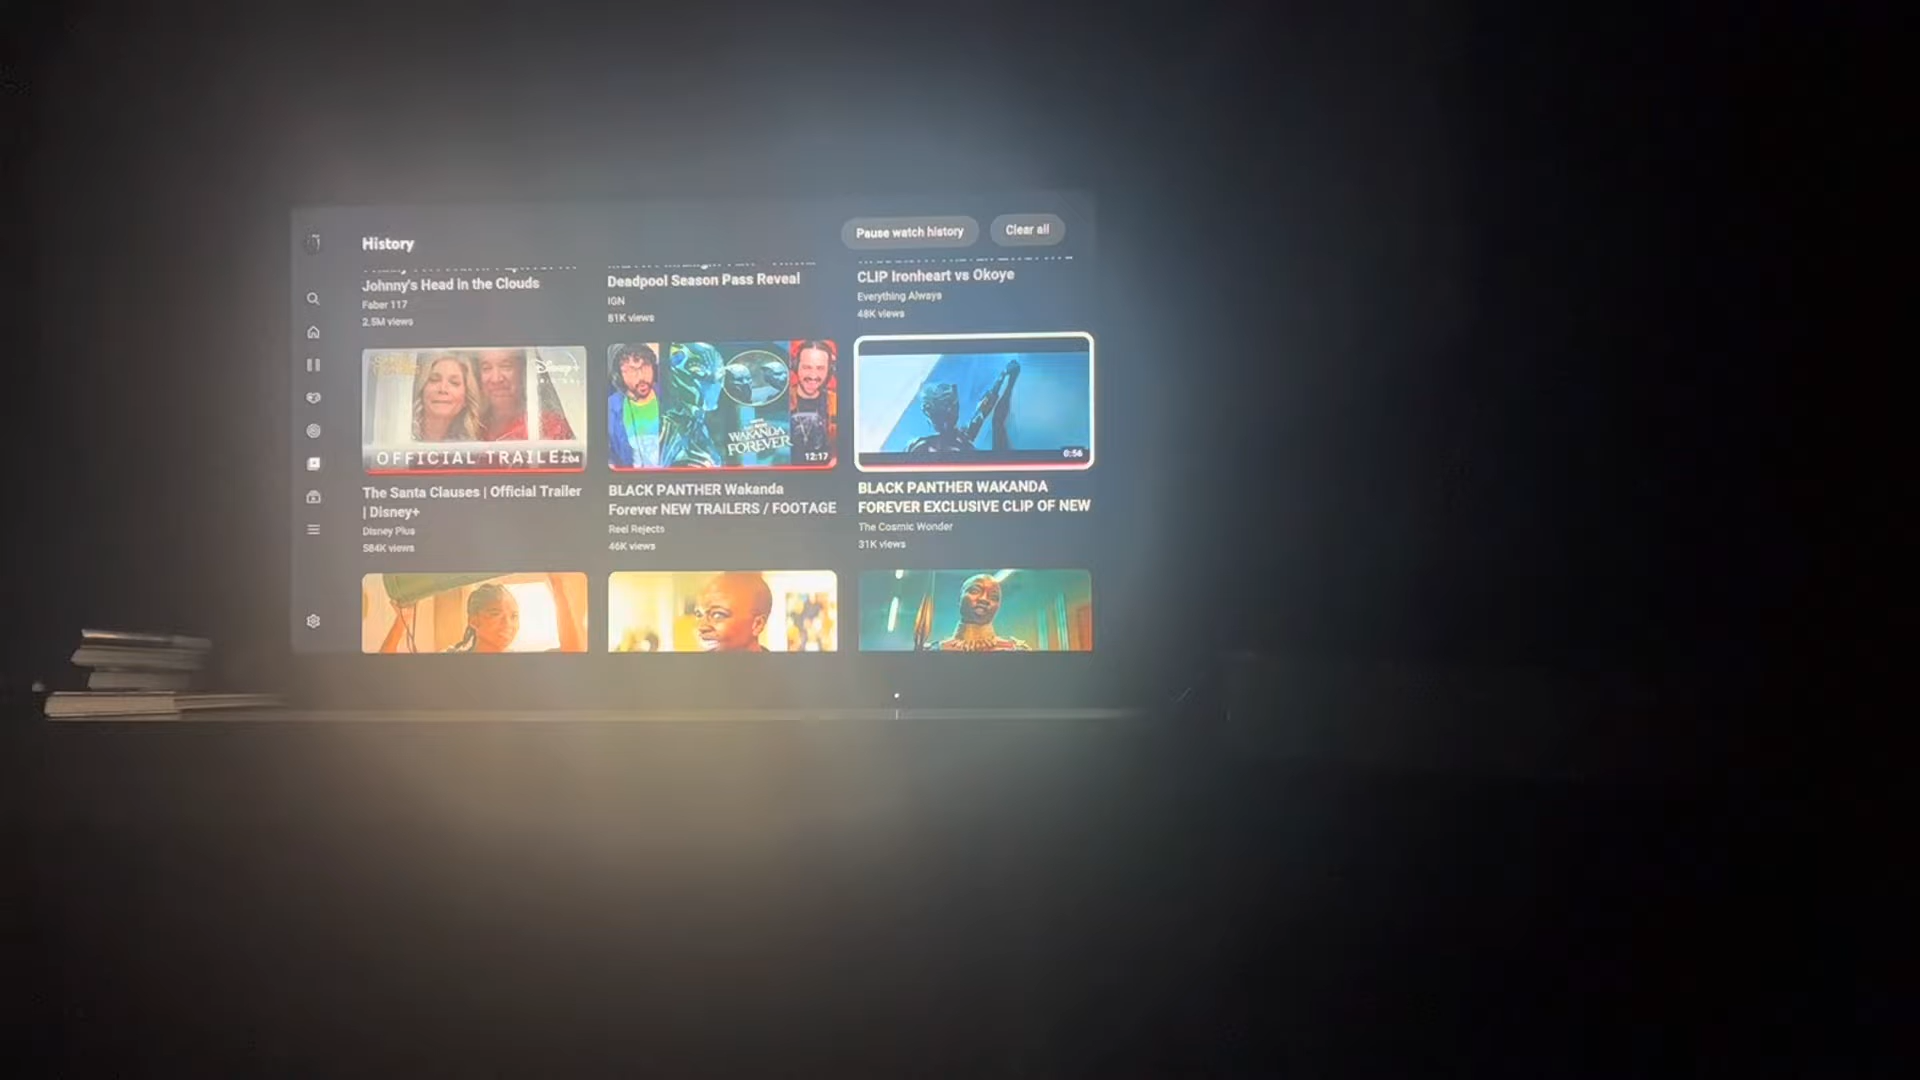 History
Pause watch history
Clear all
Johnny's Head in the Clouds
Faber 117
2.5M views
Deadpool Season Pass Reveal
IGN
81K views
CLIP Ironheart vs Okoye
Everything Always
48K views
Disney+
OFFICIAL TRAILER
2:04
The Santa Clauses | Official Trailer
| Disney+
Disney Plus
584K views
WAKANDA
FOREVER
12:17
BLACK PANTHER Wakanda
Forever NEW TRAILERS / FOOTAGE
Reel Rejects
46K views
0:56
BLACK PANTHER WAKANDA
FOREVER EXCLUSIVE CLIP OF NEW
The Cosmic Wonder
31K views